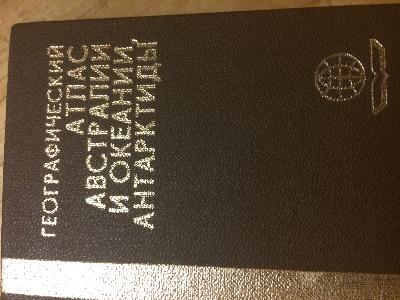 ГЕОГРАФИЧЕСКИЙ
АТЛАС
АВСТРАЛИИ
И ОКЕАНИИ,
АНТАРКТИДЫ